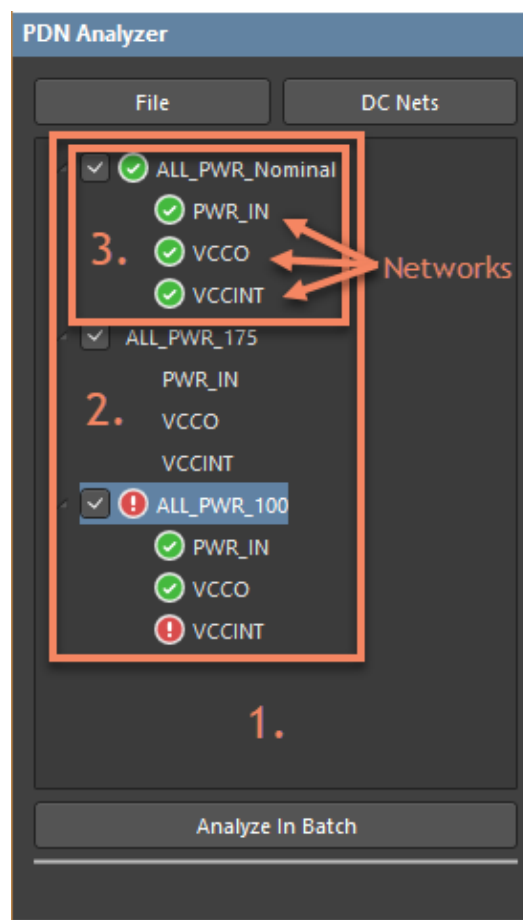 PDN Analyzer
File DC Nets
ALL_PWR_Nominal
PWR_IN
3. VCCO Networks
VCCINT
ALL_PWR_175
PWR_IN
2. VCCO
VCCINT
ALL_PWR_100
PWR_IN
VCCO
VCCINT
1.
Analyze In Batch